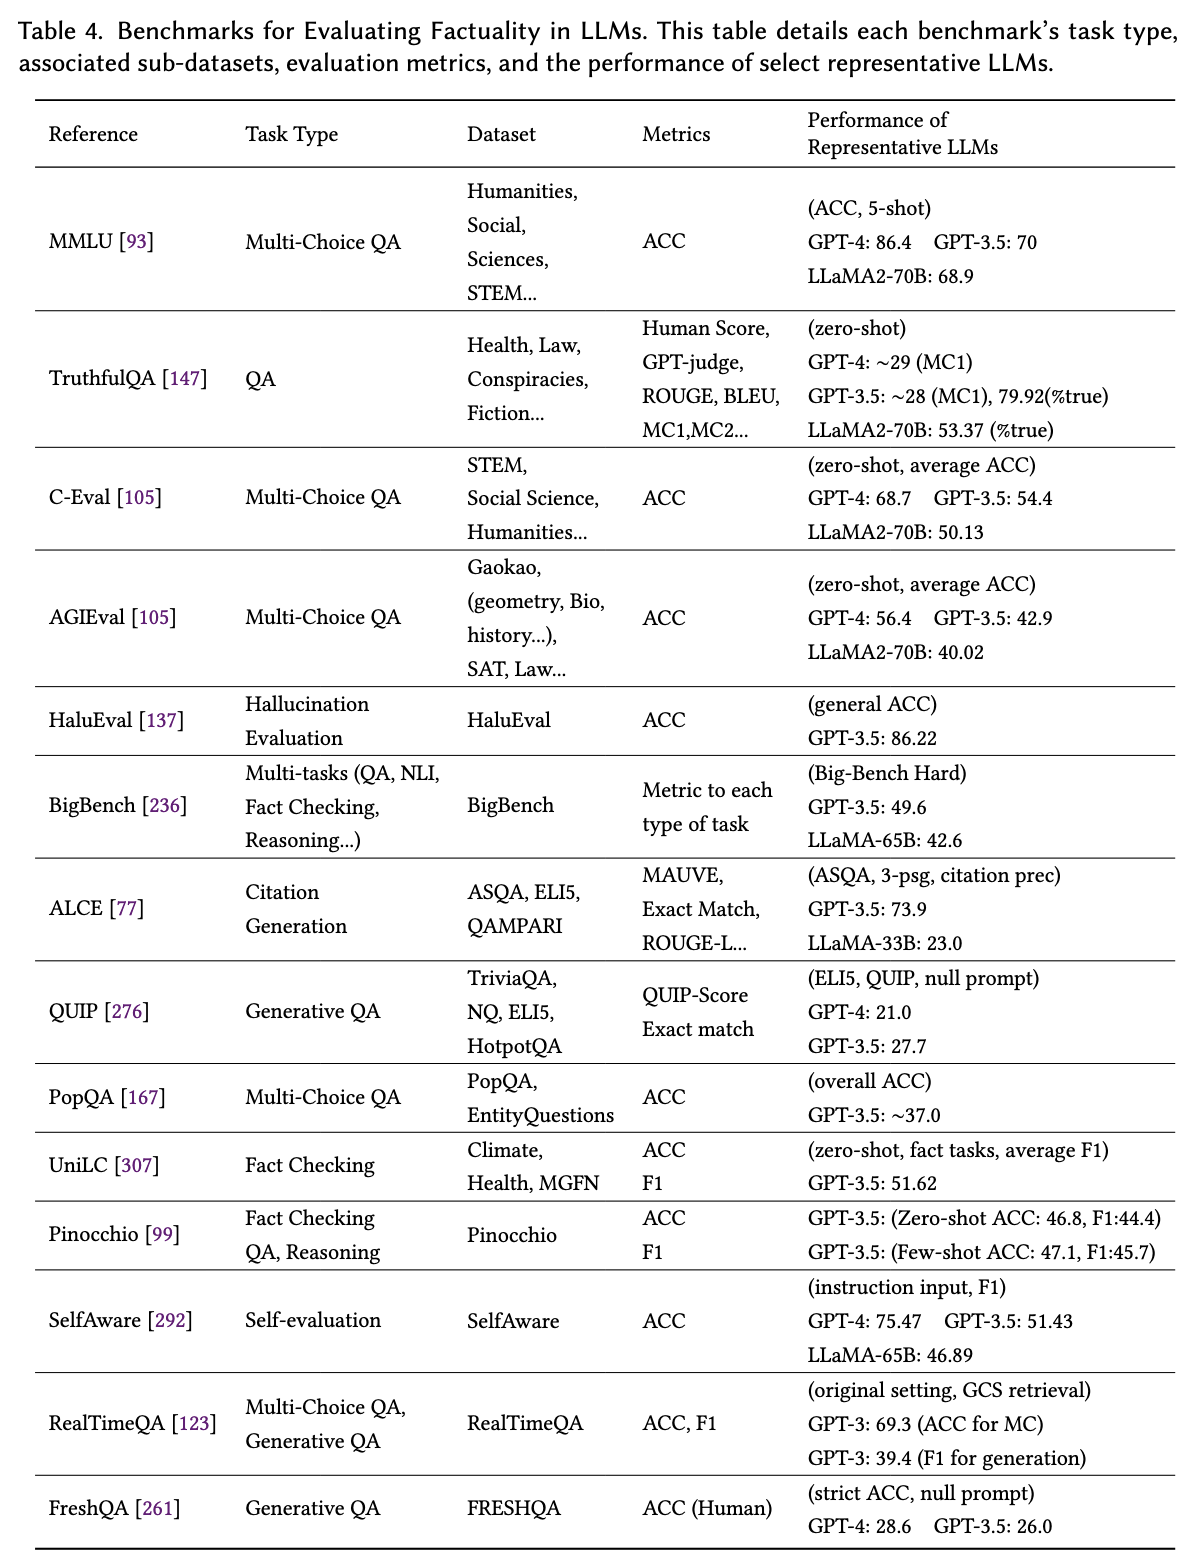 Table 4. Benchmarks for Evaluating Factuality in LLMs. This table details each benchmark's task type,
associated sub-datasets, evaluation metrics, and the performance of select representative LLMs.
Reference Task Type Dataset Metrics Performance of
Representative LLMs
MMLU [93] Multi-Choice QA Humanities,
Social,
Sciences,
STEM...
ACC
(ACC, 5-shot)
GPT-4: 86.4 GPT-3.5: 70
LLaMA2-70B: 68.9
TruthfulQA [147] QA
Health, Law,
Conspiracies,
Fiction...
Human Score,
GPT-judge,
ROUGE, BLEU,
MC1,MC2...
(zero-shot)
GPT-4: ~29 (MC1)
GPT-3.5: ~28 (MC1), 79.92(%true)
LLaMA2-70B: 53.37 (%true)
C-Eval [105] Multi-Choice QA
STEM,
Social Science,
Humanities...
ACC
(zero-shot, average ACC)
GPT-4: 68.7 GPT-3.5: 54.4
LLaMA2-70B: 50.13
AGIEval [105] Multi-Choice QA
Gaokao,
(geometry, Bio,
history...),
SAT, Law...
ACC
(zero-shot, average ACC)
GPT-4: 56.4 GPT-3.5: 42.9
LLaMA2-70B: 40.02
HaluEval [137]
Hallucination
Evaluation
HaluEval
ACC
(general ACC)
GPT-3.5: 86.22
BigBench [236]
Multi-tasks (QA, NLI,
Fact Checking,
Reasoning...)
BigBench
Metric to each
type of task
(Big-Bench Hard)
GPT-3.5: 49.6
LLaMA-65B: 42.6
ALCE [77]
Citation
Generation
ASQA, ELI5,
QAMPARI
MAUVE,
Exact Match,
ROUGE-L...
(ASQA, 3-psg, citation prec)
GPT-3.5: 73.9
LLaMA-33B: 23.0
QUIP [276]
Generative QA
TriviaQA,
NQ, ELI5,
HotpotQA
QUIP-Score
Exact match
(ELI5, QUIP, null prompt)
GPT-4: 21.0
GPT-3.5: 27.7
PopQA [167]
Multi-Choice QA
PopQA,
EntityQuestions
ACC
(overall ACC)
GPT-3.5: ~37.0
UniLC [307]
Fact Checking
Climate,
Health, MGFN
ACC
F1
(zero-shot, fact tasks, average F1)
GPT-3.5: 51.62
Pinocchio [99]
Fact Checking
QA, Reasoning
Pinocchio
ACC
F1
GPT-3.5: (Zero-shot ACC: 46.8, F1:44.4)
GPT-3.5: (Few-shot ACC: 47.1, F1:45.7)
SelfAware [292]
Self-evaluation
SelfAware
ACC
(instruction input, F1)
GPT-4: 75.47 GPT-3.5: 51.43
LLaMA-65B: 46.89
RealTimeQA [123]
Multi-Choice QA,
Generative QA
RealTimeQA
ACC, F1
(original setting, GCS retrieval)
GPT-3: 69.3 (ACC for MC)
GPT-3: 39.4 (F1 for generation)
FreshQA [261]
Generative QA
FRESHQA
ACC (Human)
(strict ACC, null prompt)
GPT-4: 28.6 GPT-3.5: 26.0